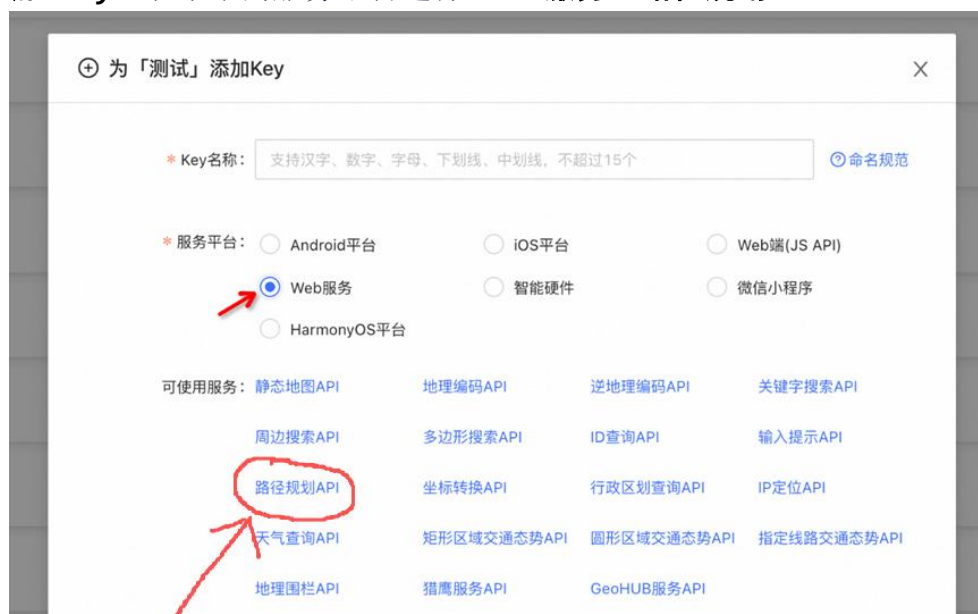 为「测试」添加Key
* Key名称： 支持汉字、数字、字母、下划线、中划线，不超过15个 命名规范
* 服务平台： Android平台 iOS平台 Web端(JS API)
Web服务 智能硬件 微信小程序
HarmonyOS平台
可使用服务： 静态地图API 地理编码API 逆地理编码API 关键字搜索API
周边搜索API 多边形搜索API ID查询API 输入提示API
路径规划API 坐标转换API 行政区划查询API IP定位API
天气查询API 矩形区域交通态势API 圆形区域交通态势API 指定线路交通态势API
地理围栏API 猎鹰服务API GeoHUB服务API